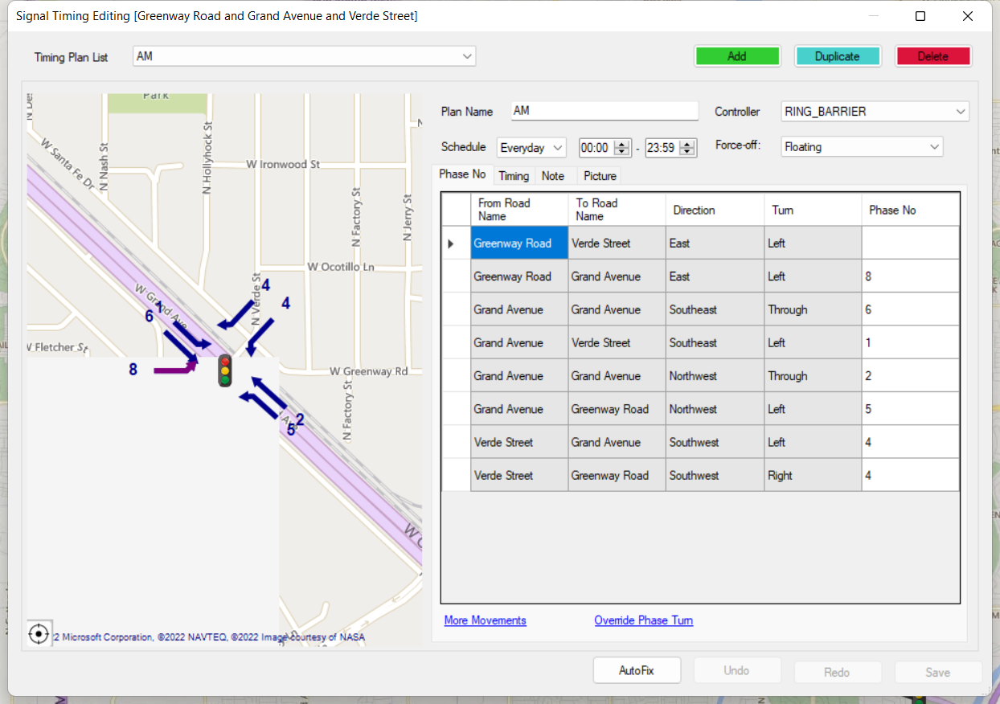 Signal Timing Editing [Greenway Road and Grand Avenue and Verde Street]
Timing Plan List
AM
Add
Duplicate
Delete
Plan Name
AM
Controller
RING_BARRIER
Schedule
Everyday
00:00
-
23:59
Force-off:
Floating
Phase No
Timing
Note
Picture
From Road Name
To Road Name
Direction
Turn
Phase No
Greenway Road Verde Street East Left
Greenway Road Grand Avenue East Left 8
Grand Avenue Grand Avenue Southeast Through 6
Grand Avenue Verde Street Southeast Left 1
Grand Avenue Grand Avenue Northwest Through 2
Grand Avenue Greenway Road Northwest Left 5
Verde Street Grand Avenue Southwest Left 4
Verde Street Greenway Road Southwest Right 4
More Movements
Override Phase Turn
AutoFix
Undo
Redo
Save
Park
W Santa Fe Dr
N Nash St
N Hollyhock St
W Ironwood St
N Factory St
N Jerry St
W Ocotillo Ln
N Verde St
W Grand Ave
4
4
1
6
8
W Fletcher St
W Greenway Rd
N Factory St
2
5
2 Microsoft Corporation, ©2022 NAVTEQ, ©2022 Image courtesy of NASA